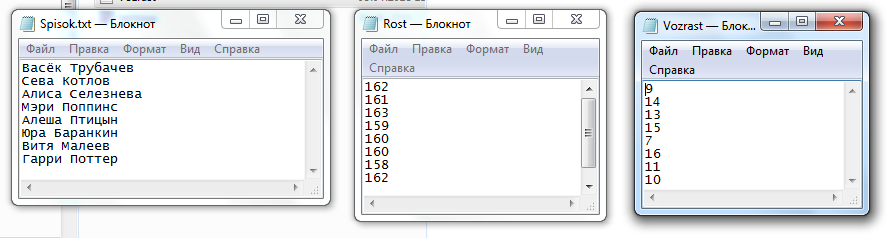 Spisok.txt — Блокнот
Файл Правка Формат Вид Справка
Васёк Трубачев
Сева Котлов
Алиса Селезнева
Мэри Поппинс
Алеша Птицын
Юра Баранкин
Витя Малеев
Гарри Поттер
Rost — Блокнот
Файл Правка Формат Вид
Справка
162
161
163
159
160
160
158
162
Vozrast — Блок...
Файл Правка Формат Вид
Справка
9
14
13
15
7
16
11
10